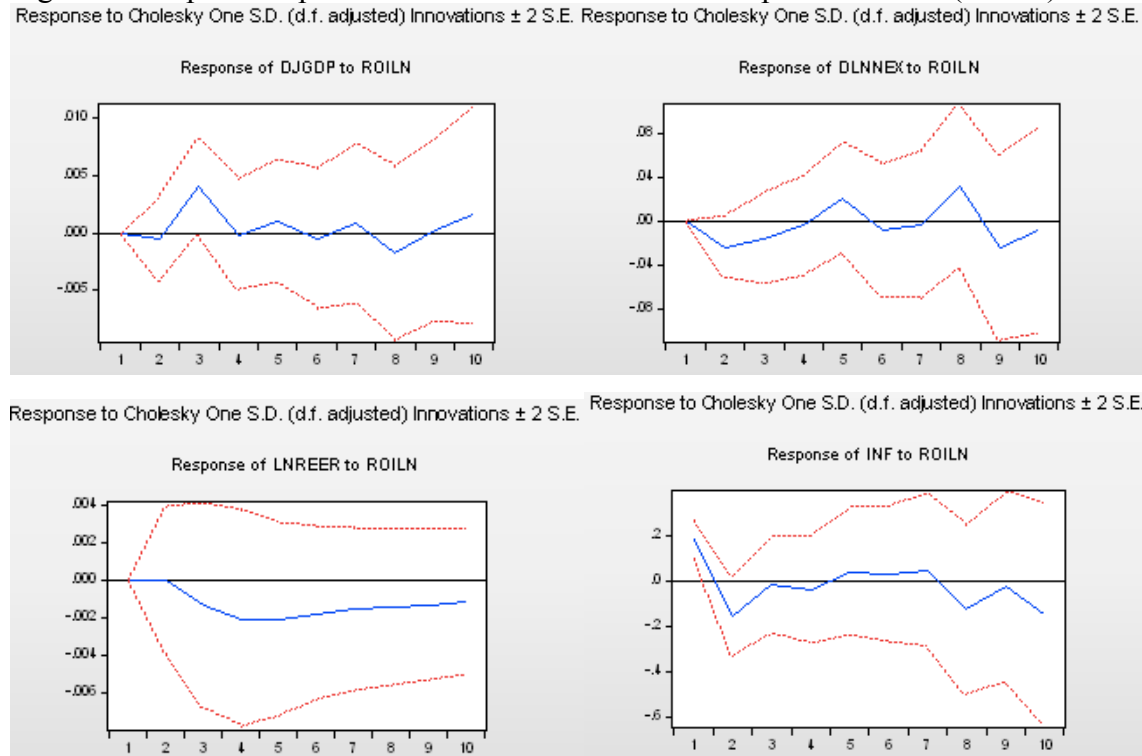 Response to Cholesky One S.D. (d.f. adjusted) Innovations ± 2 S.E.
Response of DJGDP to ROILN
.010
.005
.000
-.005
1 2 3 4 5 6 7 8 9 10
Response to Cholesky One S.D. (d.f. adjusted) Innovations ± 2 S.E.
Response of DLNNEX to ROILN
.08
.04
.00
-.04
-.08
1 2 3 4 5 6 7 8 9 10
Response to Cholesky One S.D. (d.f. adjusted) Innovations ± 2 S.E.
Response of LNREER to ROILN
.004
.002
.000
-.002
-.004
-.006
1 2 3 4 5 6 7 8 9 10
Response to Cholesky One S.D. (d.f. adjusted) Innovations ± 2 S.E.
Response of INF to ROILN
.2
.0
-.2
-.4
-.6
1 2 3 4 5 6 7 8 9 10